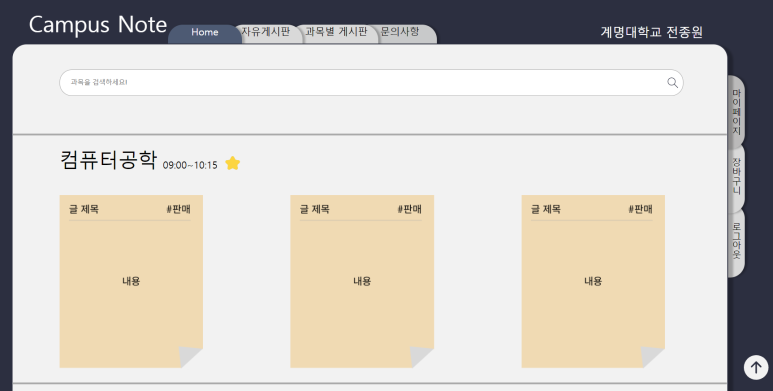 Campus Note
Home
자유게시판
과목별 게시판
문의사항
계명대학교 전종원
과목을 검색하세요!
마이페이지
장바구니
로그아웃
컴퓨터공학 09:00~10:15
글 제목 #판매
내용
글 제목 #판매
내용
글 제목 #판매
내용